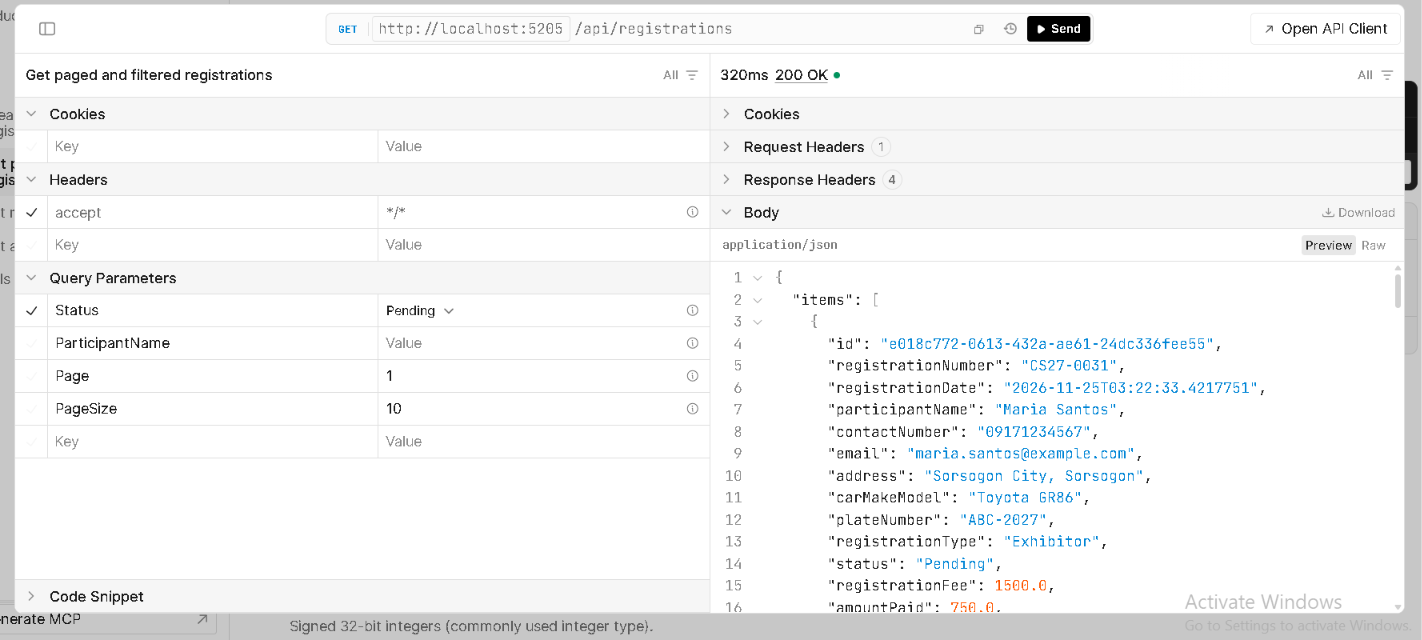 GET http://localhost:5205 /api/registrations Send Open API Client
Get paged and filtered registrations All
320ms 200 OK All
Cookies
Key Value
Headers
accept */*
Key Value
Query Parameters
Status Pending
ParticipantName Value
Page 1
PageSize 10
Key Value
Code Snippet
Cookies
Request Headers 1
Response Headers 4
Body Download
application/json Preview Raw
1 {
2 "items": [
3 {
4 "id": "e018c772-0613-432a-ae61-24dc336fee55",
5 "registrationNumber": "CS27-0031",
6 "registrationDate": "2026-11-25T03:22:33.4217751",
7 "participantName": "Maria Santos",
8 "contactNumber": "09171234567",
9 "email": "maria.santos@example.com",
10 "address": "Sorsogon City, Sorsogon",
11 "carMakeModel": "Toyota GR86",
12 "plateNumber": "ABC-2027",
13 "registrationType": "Exhibitor",
14 "status": "Pending",
15 "registrationFee": 1500.0,
16 "amountPaid": 750.0,
Activate Windows
Go to Settings to activate Windows.
enerate MCP
Signed 32-bit integers (commonly used integer type).